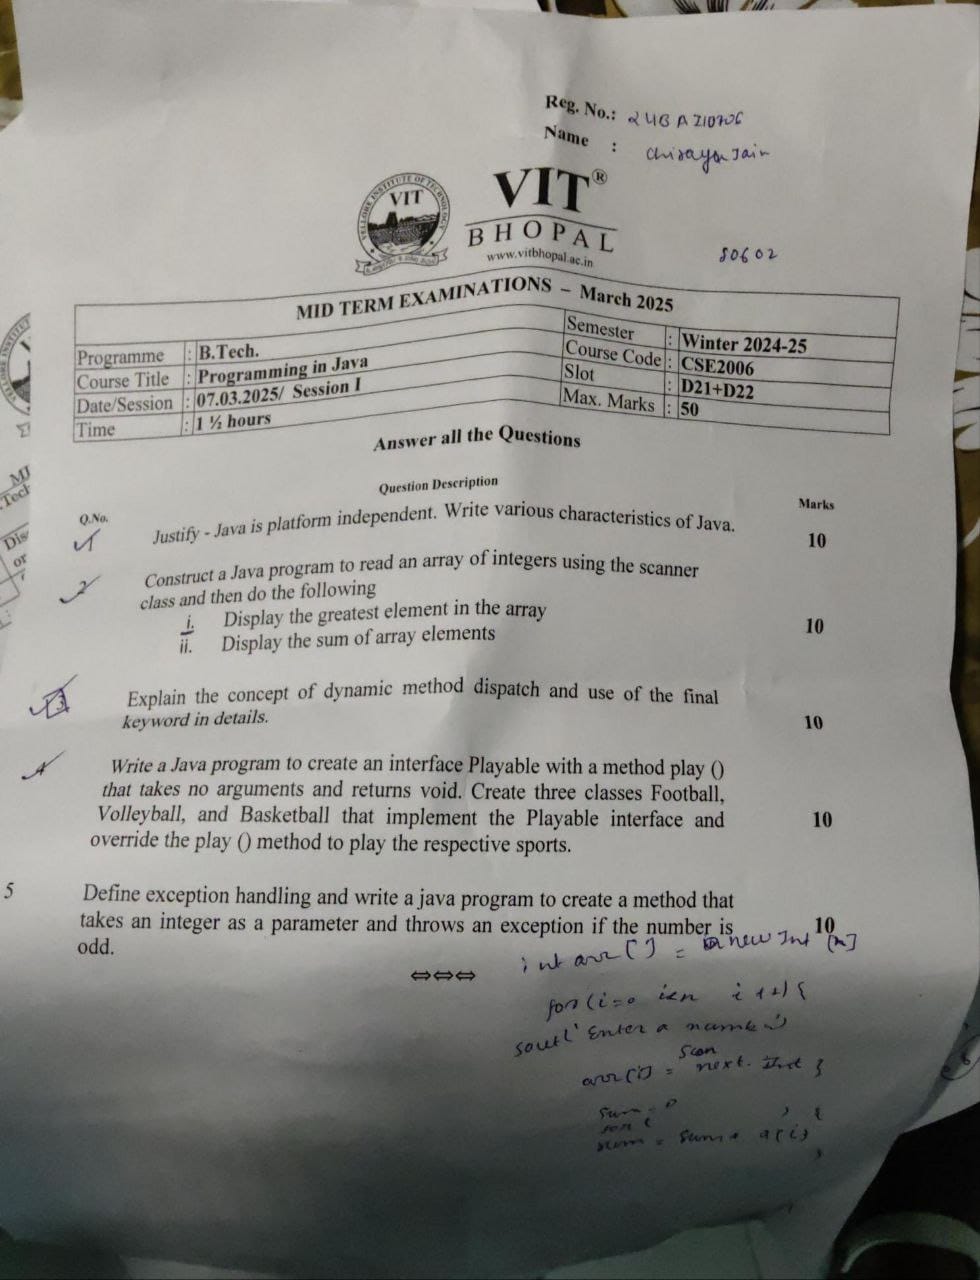 Reg. No.: 24BAI10706
Name : Chirayu Jain
VELLORE INSTITUTE OF TECHNOLOGY
VIT
VIT®
BHOPAL
www.vitbhopal.ac.in
80602
MID TERM EXAMINATIONS – March 2025
Programme : B.Tech.
Semester : Winter 2024-25
Course Title : Programming in Java
Course Code : CSE2006
Date/Session : 07.03.2025/ Session I
Slot : D21+D22
Time : 1 ½ hours
Max. Marks : 50
Answer all the Questions
Q.No. Question Description Marks
1 Justify - Java is platform independent. Write various characteristics of Java. 10
2 Construct a Java program to read an array of integers using the scanner
class and then do the following
i. Display the greatest element in the array
ii. Display the sum of array elements 10
3 Explain the concept of dynamic method dispatch and use of the final
keyword in details. 10
4 Write a Java program to create an interface Playable with a method play ()
that takes no arguments and returns void. Create three classes Football,
Volleyball, and Basketball that implement the Playable interface and 10
override the play () method to play the respective sports.
5 Define exception handling and write a java program to create a method that
takes an integer as a parameter and throws an exception if the number is 10
odd.
⇔⇔⇔
int arr [] = new Int [n]
for (i=0 i<n i++) {
sout(' Enter a number')
arr(i) = scan
next. Int }
sum = 0
for (
sum = sum + a(i)